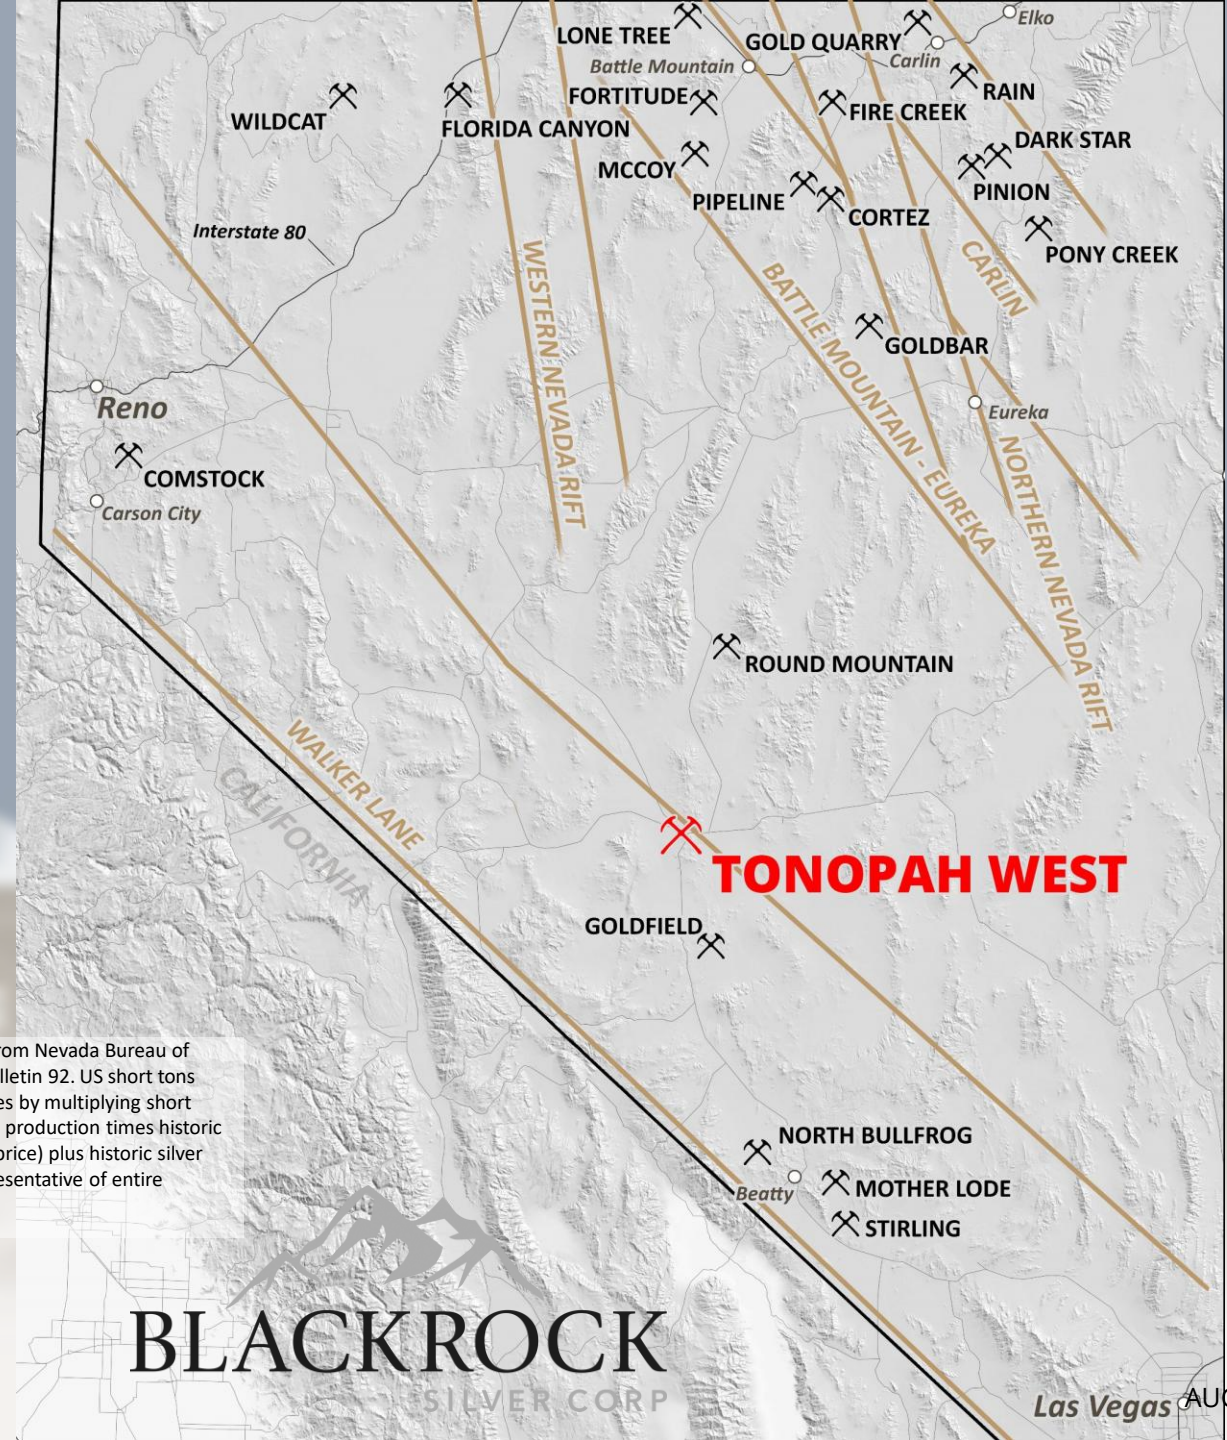 Elko
LONE TREE
GOLD QUARRY
Carlin
Battle Mountain
RAIN
FORTITUDE
FIRE CREEK
WILDCAT
FLORIDA CANYON
DARK STAR
MCCOY
PINION
PIPELINE
CORTEZ
Interstate 80
PONY CREEK
CARLIN
WESTERN NEVADA RIFT
BATTLE MOUNTAIN - EUREKA
GOLDBAR
Reno
Eureka
NORTHERN NEVADA RIFT
COMSTOCK
Carson City
ROUND MOUNTAIN
WALKER LANE
CALIFORNIA
TONOPAH WEST
GOLDFIELD
rom Nevada Bureau of
lletin 92. US short tons
es by multiplying short
production times historic
price) plus historic silver
esentative of entire
NORTH BULLFROG
Beatty
MOTHER LODE
STIRLING
BLACKROCK
SILVER CORP
Las Vegas
AU